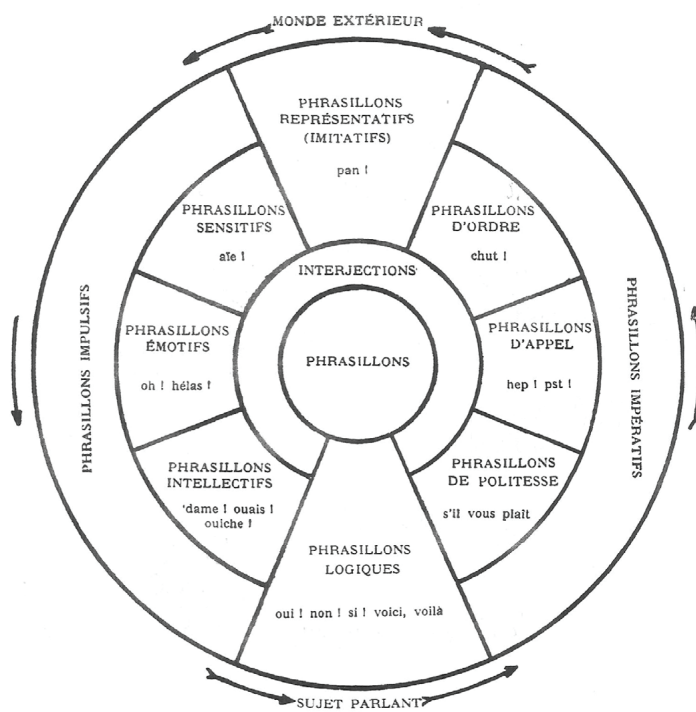 MONDE EXTÉRIEUR
PHRASILLONS
REPRÉSENTATIFS
(IMITATIFS)
pan !
PHRASILLONS
SENSITIFS
aïe !
PHRASILLONS
D'ORDRE
chut !
INTERJECTIONS
PHRASILLONS IMPULSIFS
PHRASILLONS
ÉMOTIFS
oh ! hélas !
PHRASILLONS
PHRASILLONS
D'APPEL
hep ! pst !
PHRASILLONS IMPÉRATIFS
PHRASILLONS
INTELLECTIFS
'dame ! ouais !
ouiche !
PHRASILLONS
DE POLITESSE
s'il vous plaît
PHRASILLONS
LOGIQUES
oui ! non ! si ! voici, voilà
SUJET PARLANT